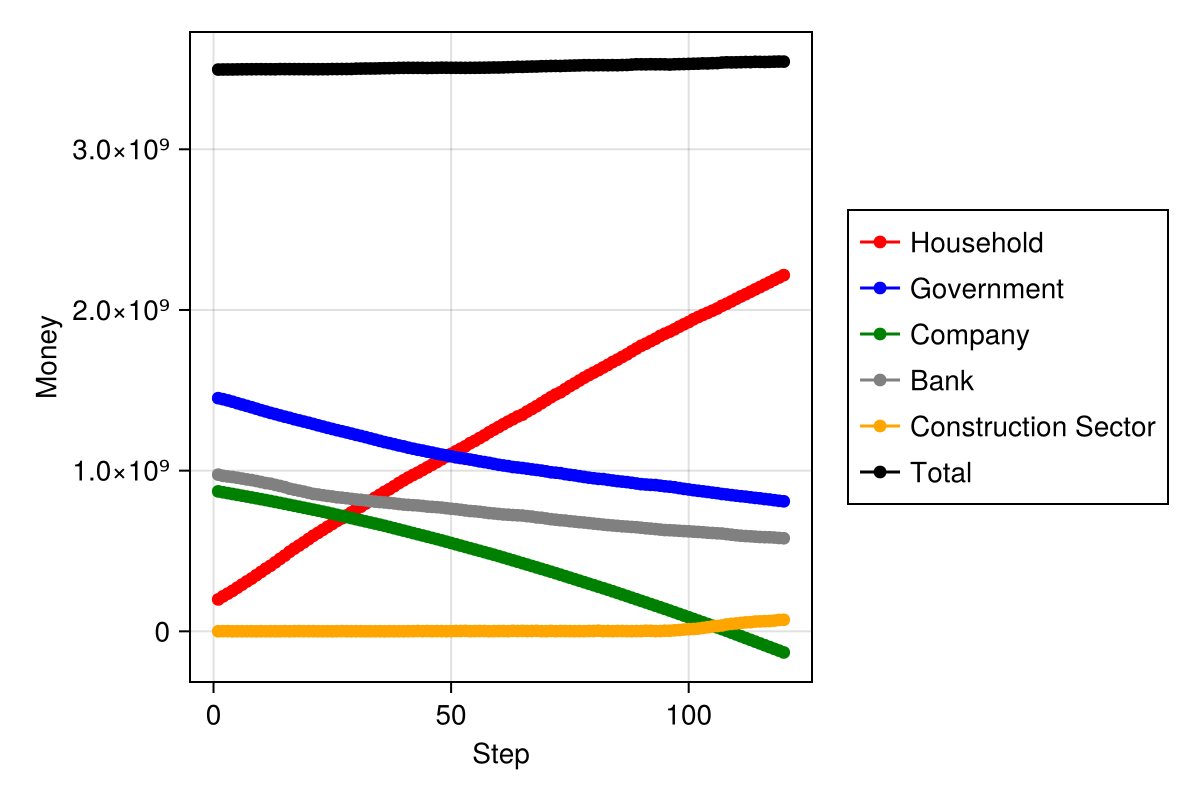 3.0×10⁹
2.0×10⁹
1.0×10⁹
0
Money
0 50 100
Step
Household
Government
Company
Bank
Construction Sector
Total